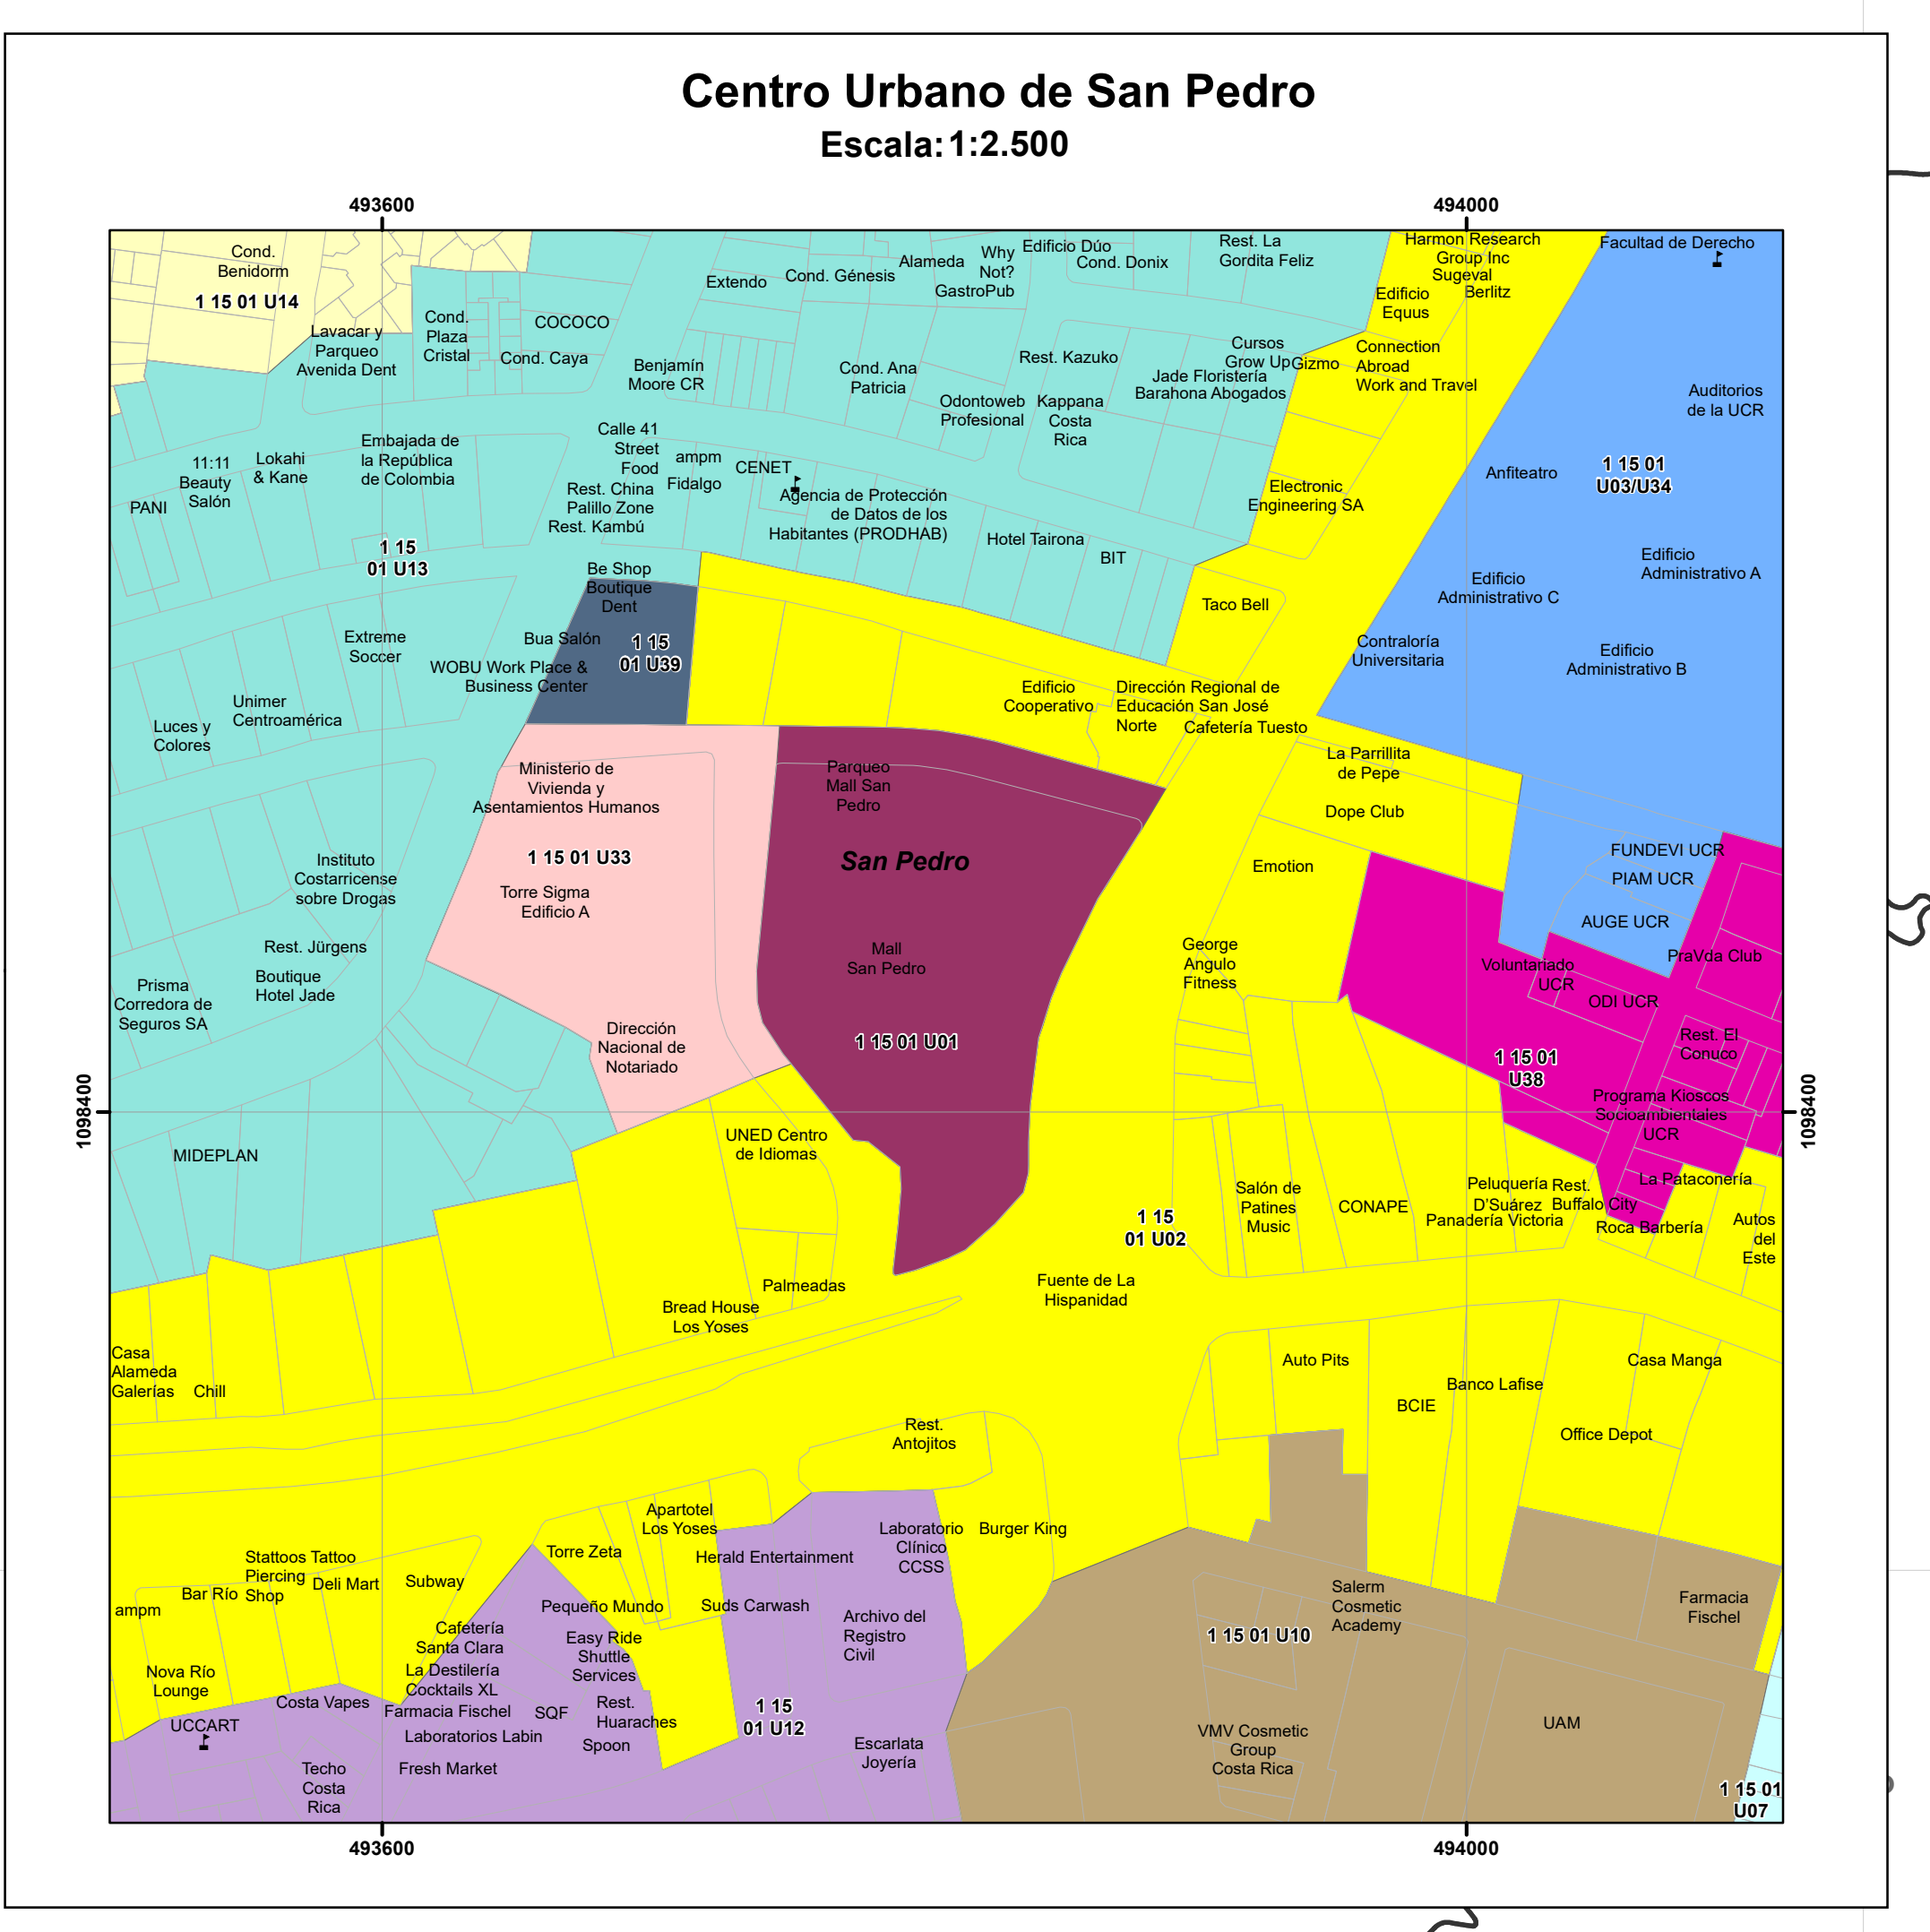 Centro Urbano de San Pedro
Escala: 1:2.500
493600
494000
Cond.
Benidorm
1 15 01 U14
Lavacar y
Parqueo
Avenida Dent
Cond.
Plaza
Cristal
COCOCO
Cond. Caya
Extendo
Cond. Génesis
Alameda
Why
Not?
GastroPub
Edificio Dúo
Cond. Donix
Rest. La
Gordita Feliz
Harmon Research
Group Inc
Sugeval
Berlitz
Edificio
Equus
Facultad de Derecho
Benjamín
Moore CR
Cond. Ana
Patricia
Rest. Kazuko
Cursos
Grow Up
Gizmo
Jade Floristería
Barahona Abogados
Connection
Abroad
Work and Travel
Auditorios
de la UCR
Odontoweb
Profesional
Kappana
Costa
Rica
11:11
Beauty
Salón
Lokahi
& Kane
Embajada de
la República
de Colombia
PANI
Calle 41
Street
Food
ampm
Fidalgo
CENET
Rest. China
Palillo Zone
Rest. Kambú
Agencia de Protección
de Datos de los
Habitantes (PRODHAB)
Hotel Tairona
BIT
Electronic
Engineering SA
Anfiteatro
1 15 01
U03/U34
1 15
01 U13
Be Shop
Boutique
Dent
Taco Bell
Edificio
Administrativo C
Edificio
Administrativo A
Extreme
Soccer
Bua Salón
1 15
01 U39
WOBU Work Place &
Business Center
Contraloría
Universitaria
Edificio
Administrativo B
Unimer
Centroamérica
Luces y
Colores
Edificio
Cooperativo
Dirección Regional de
Educación San José
Norte
Cafetería Tuesto
Ministerio de
Vivienda y
Asentamientos Humanos
Parqueo
Mall San
Pedro
La Parrillita
de Pepe
Dope Club
1 15 01 U33
San Pedro
Emotion
FUNDEVI UCR
PIAM UCR
AUGE UCR
Instituto
Costarricense
sobre Drogas
Torre Sigma
Edificio A
Rest. Jürgens
Boutique
Hotel Jade
Prisma
Corredora de
Seguros SA
Mall
San Pedro
George
Angulo
Fitness
Voluntariado
UCR
ODI UCR
PraVda Club
Dirección
Nacional de
Notariado
1 15 01 U01
1 15 01
U38
Rest. El
Conuco
1098400
1098400
Programa Kioscos
Socioambientales
UCR
MIDEPLAN
UNED Centro
de Idiomas
1 15
01 U02
Salón de
Patines
Music
CONAPE
Peluquería
D'Suárez
Rest.
Buffalo City
Panadería Victoria
La Pataconería
Roca Barbería
Autos
del
Este
Palmeadas
Bread House
Los Yoses
Fuente de La
Hispanidad
Casa
Alameda
Galerías
Chill
Auto Pits
BCIE
Banco Lafise
Casa Manga
Office Depot
Rest.
Antojitos
Apartotel
Los Yoses
Laboratorio
Clínico
CCSS
Burger King
Torre Zeta
Herald Entertainment
Stattoos Tattoo
Piercing
Shop
Bar Río
Deli Mart
Subway
ampm
Pequeño Mundo
Suds Carwash
Salerm
Cosmetic
Academy
Farmacia
Fischel
Cafetería
Santa Clara
Easy Ride
Shuttle
Services
Archivo del
Registro
Civil
1 15 01 U10
Nova Río
Lounge
La Destilería
Cocktails XL
Costa Vapes
Farmacia Fischel
SQF
Rest.
Huaraches
1 15
01 U12
UCCART
Laboratorios Labin
Spoon
Escarlata
Joyería
VMV Cosmetic
Group
Costa Rica
UAM
Techo
Costa
Rica
Fresh Market
1 15 01
U07
493600
494000